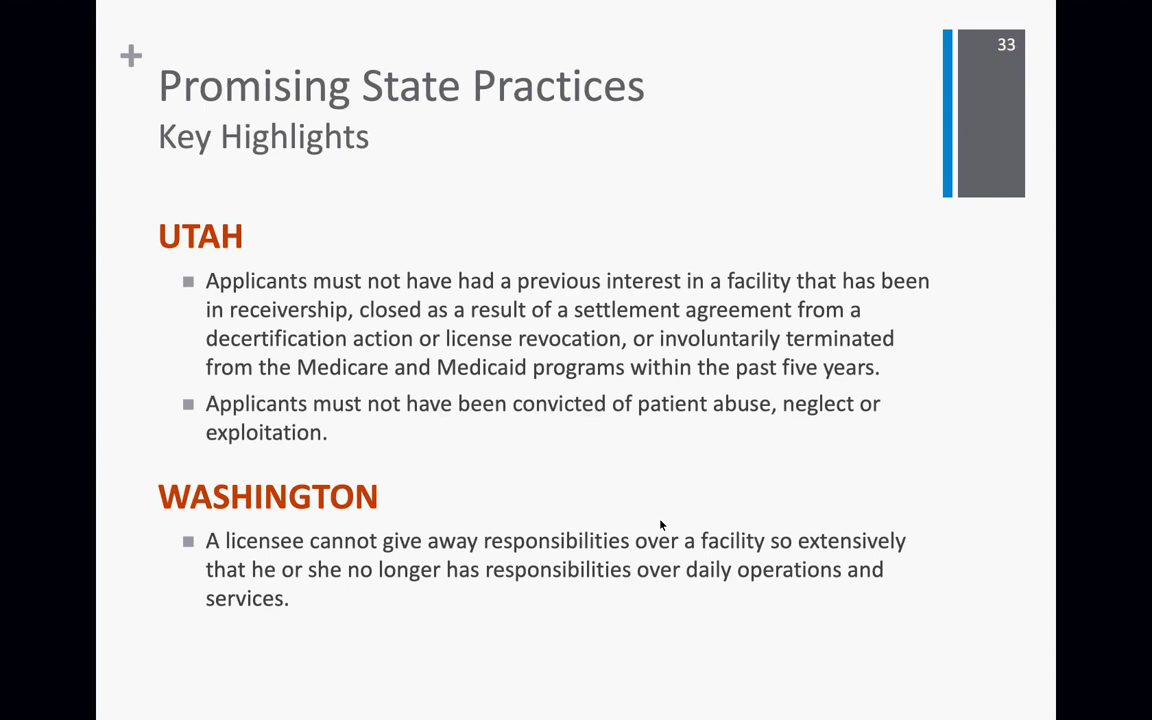 33
+
Promising State Practices
Key Highlights
UTAH
■ Applicants must not have had a previous interest in a facility that has been
in receivership, closed as a result of a settlement agreement from a
decertification action or license revocation, or involuntarily terminated
from the Medicare and Medicaid programs within the past five years.
■ Applicants must not have been convicted of patient abuse, neglect or
exploitation.
WASHINGTON
■ A licensee cannot give away responsibilities over a facility so extensively
that he or she no longer has responsibilities over daily operations and
services.